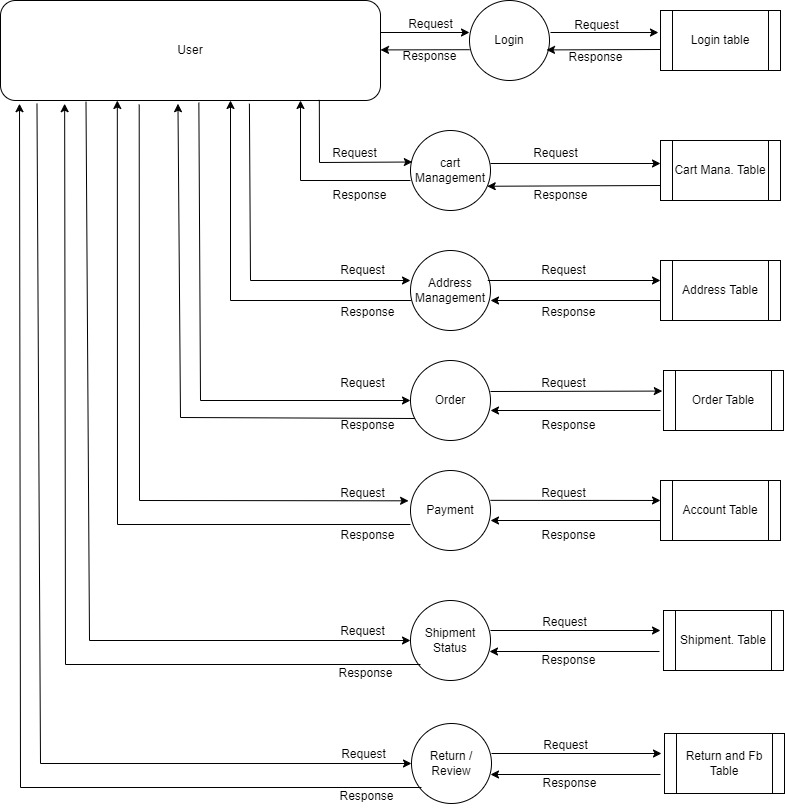 Request
Request
User
Login
Login table
Response
Response
Request
Request
cart
Management
Cart Mana. Table
Response
Response
Request
Request
Address
Management
Address Table
Response
Response
Request
Request
Order
Order Table
Response
Response
Request
Request
Payment
Account Table
Response
Response
Request
Request
Shipment
Status
Shipment. Table
Response
Response
Request
Request
Return /
Review
Return and Fb
Table
Response
Response